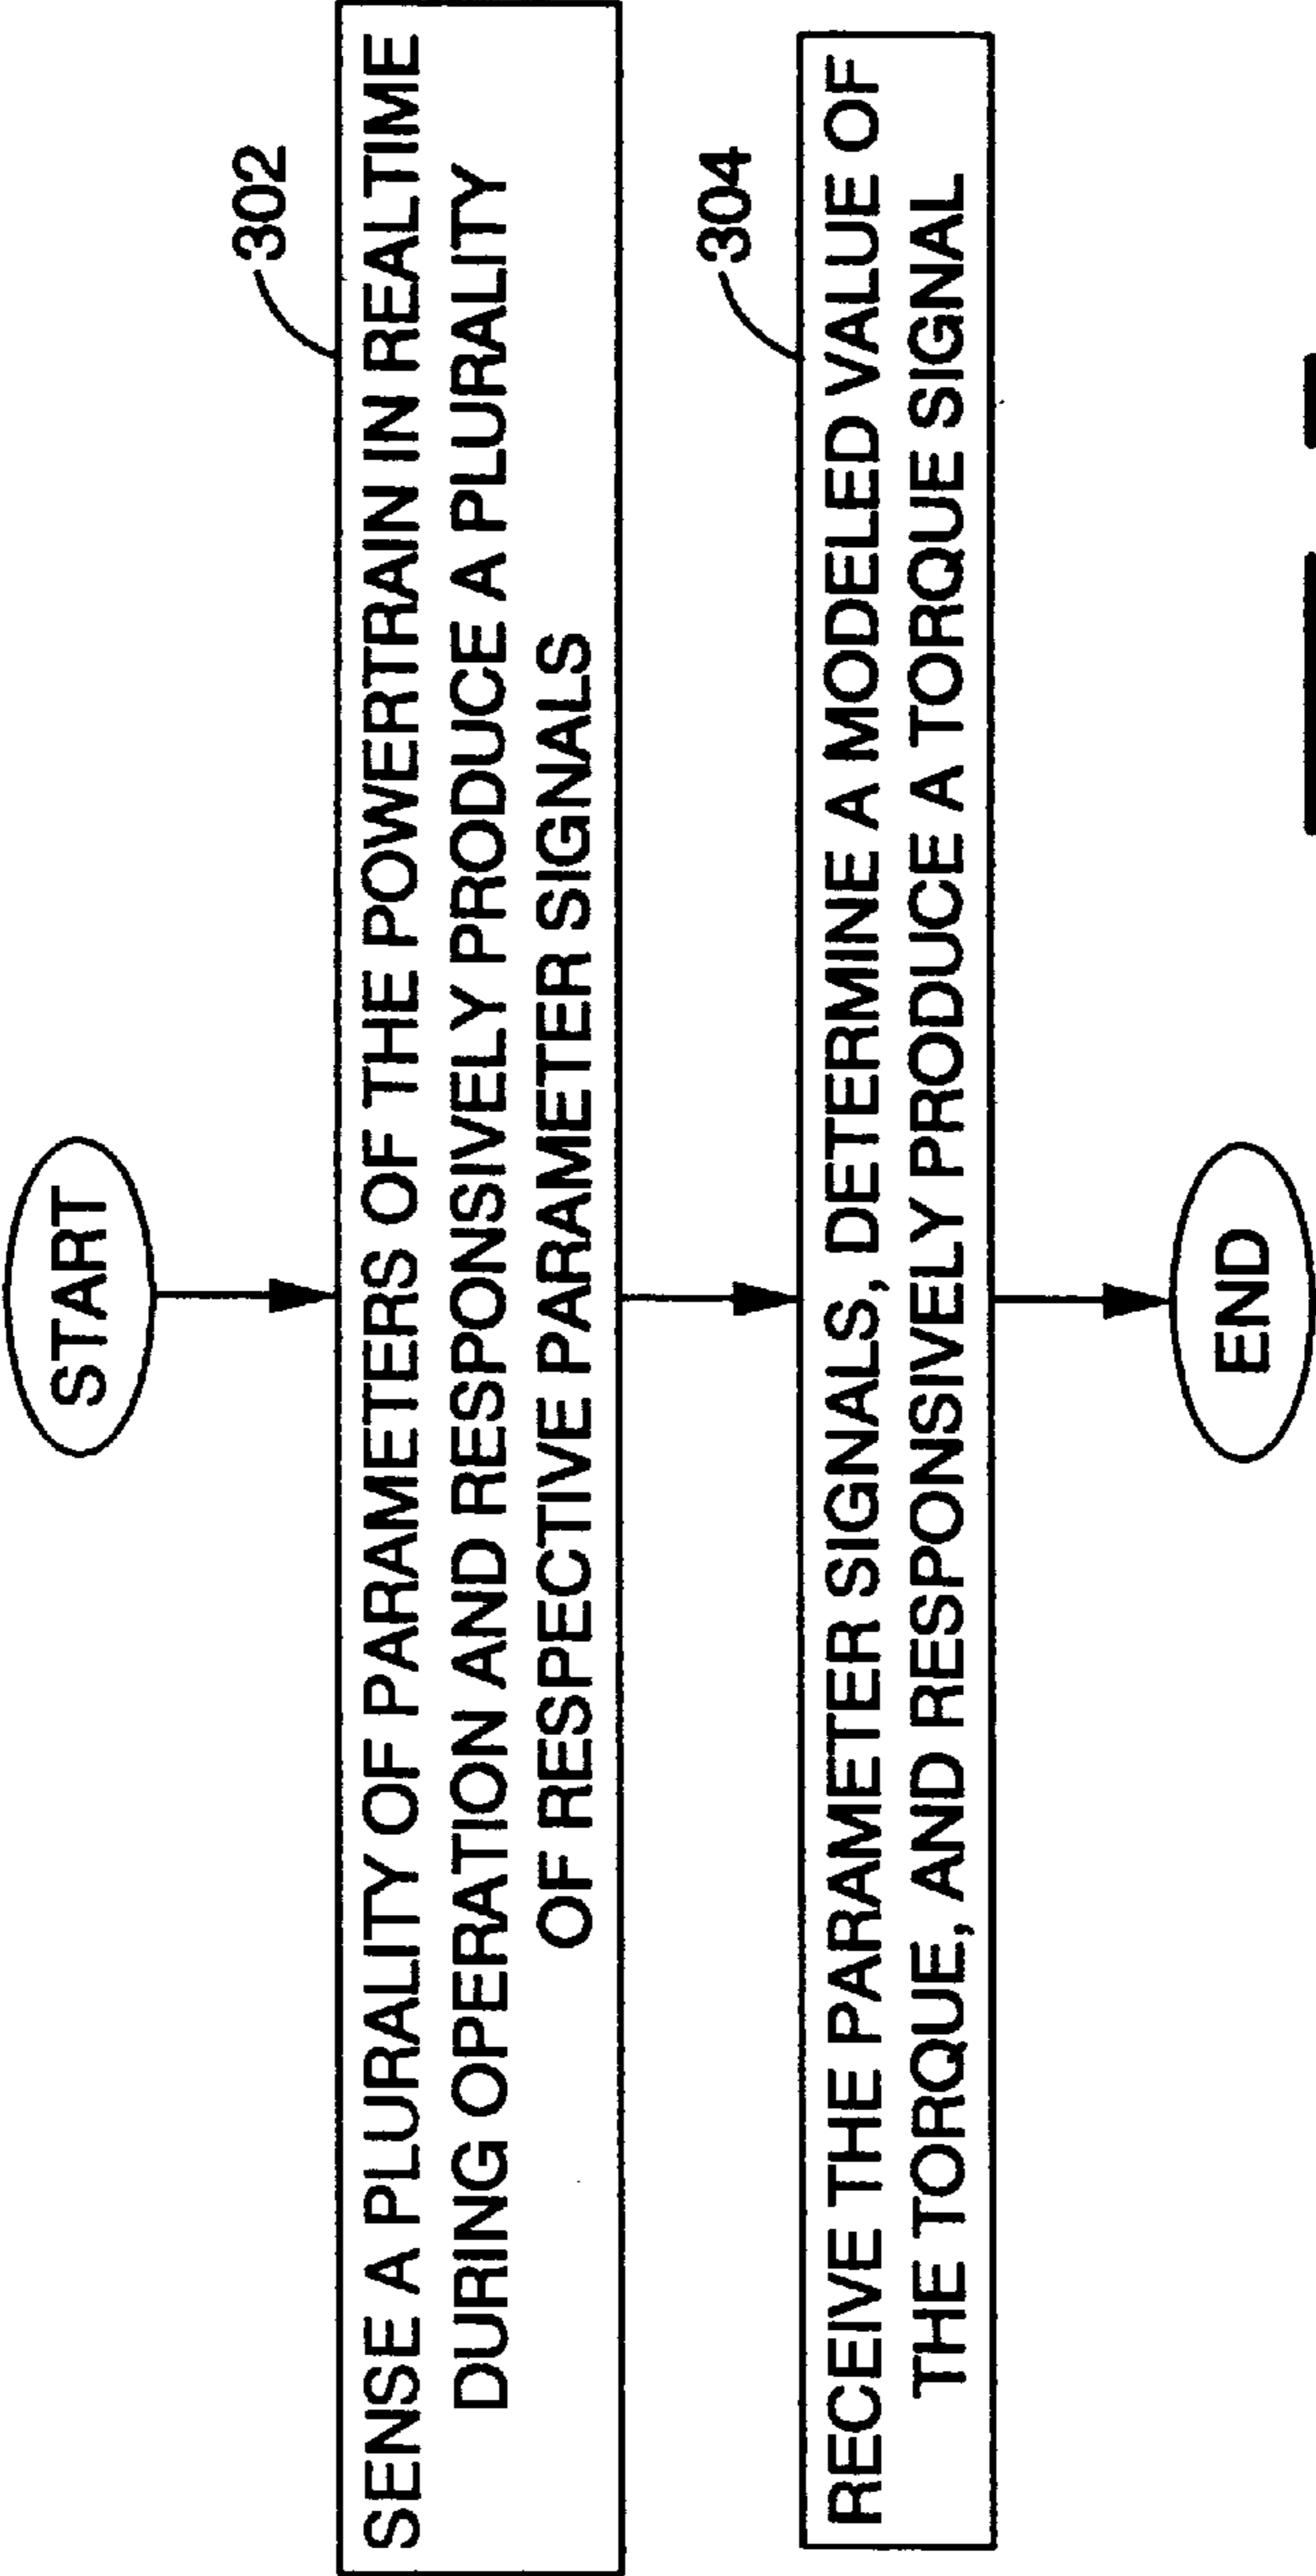 START
302
SENSE A PLURALITY OF PARAMETERS OF THE POWERTRAIN IN REALTIME
DURING OPERATION AND RESPONSIVELY PRODUCE A PLURALITY
OF RESPECTIVE PARAMETER SIGNALS
304
RECEIVE THE PARAMETER SIGNALS, DETERMINE A MODELED VALUE OF
THE TORQUE, AND RESPONSIVELY PRODUCE A TORQUE SIGNAL
END